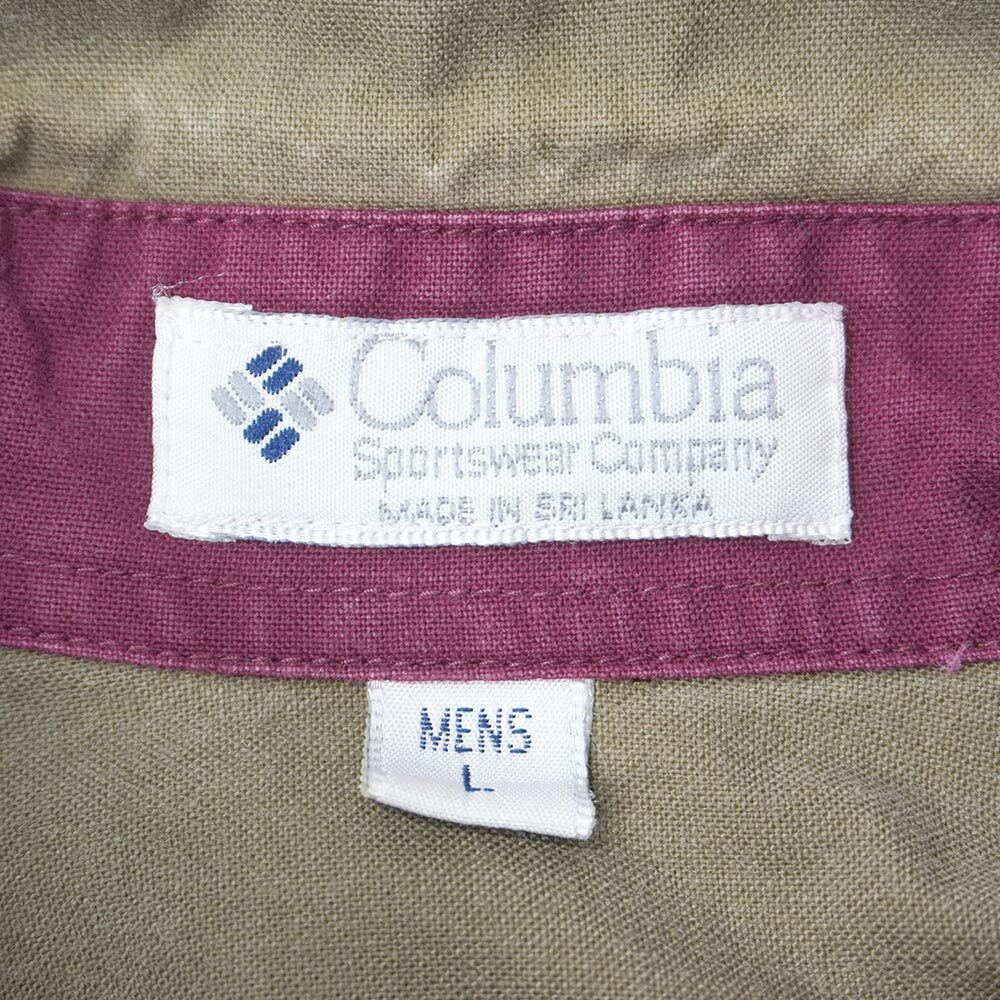 Columbia
Sportswear Company
MADE IN SRI LANKA
MENS
L